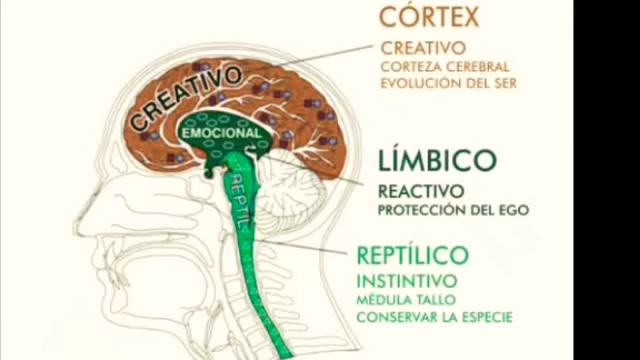 CÓRTEX
CREATIVO
CORTEZA CEREBRAL
EVOLUCIÓN DEL SER
CREATIVO
EMOCIONAL
REPTIL
LÍMBICO
REACTIVO
PROTECCIÓN DEL EGO
REPTÍLICO
INSTINTIVO
MÉDULA TALLO
CONSERVAR LA ESPECIE